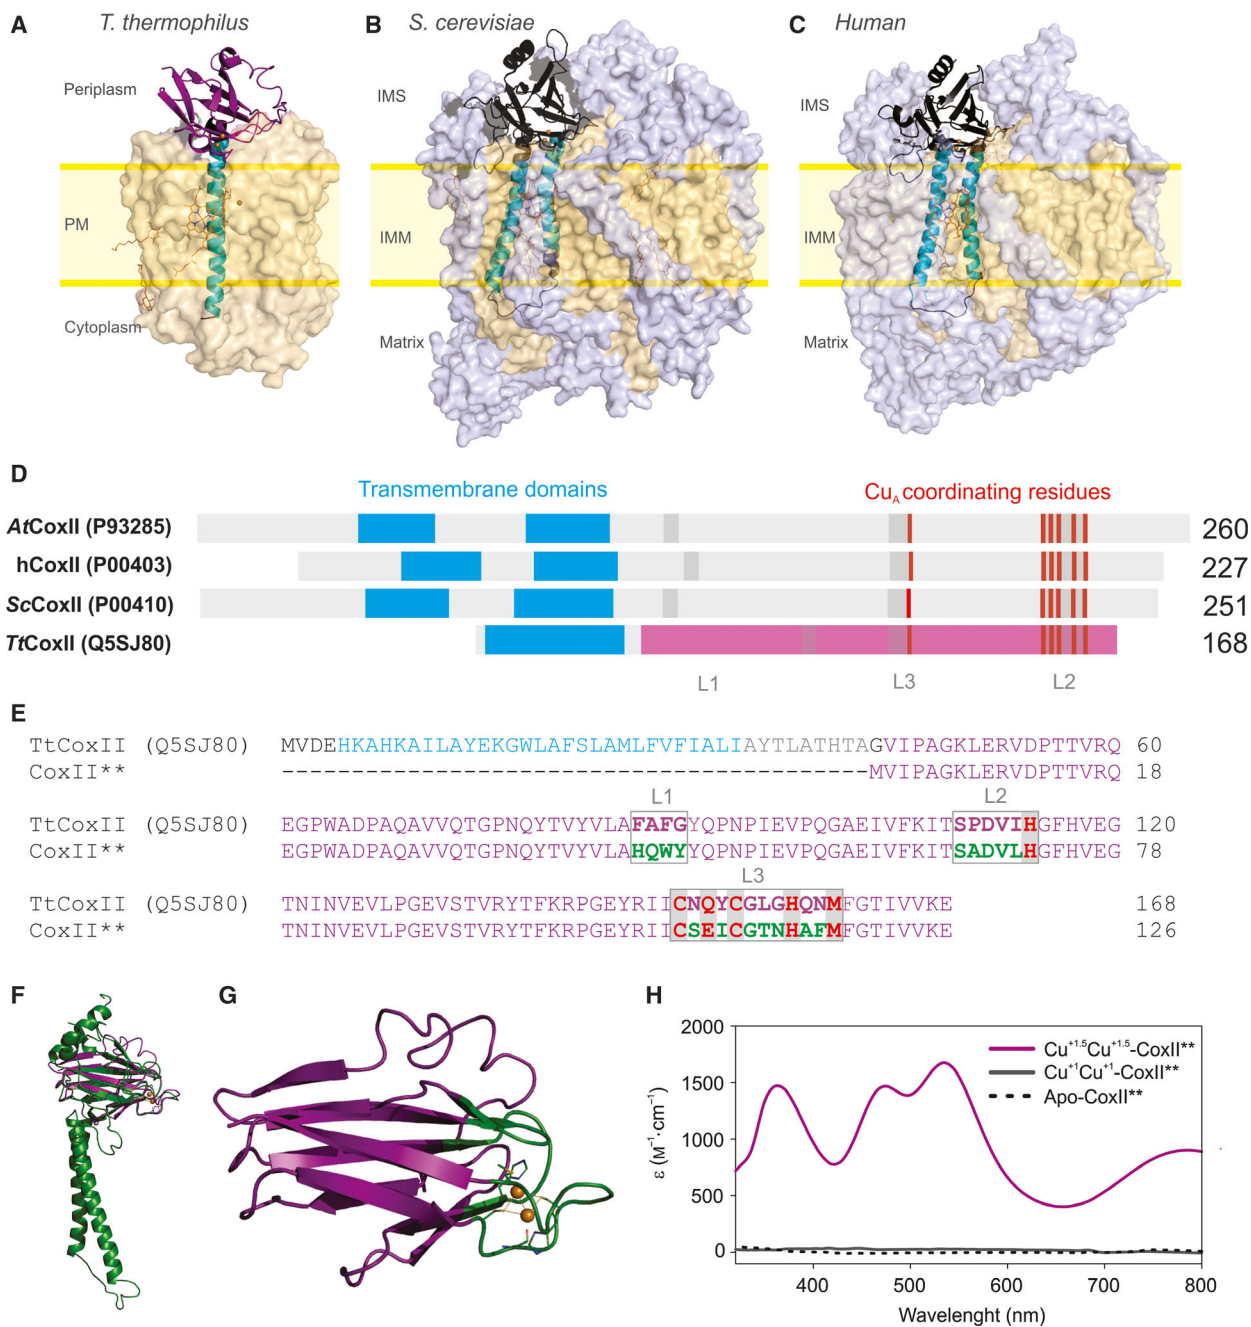 A T. thermophilus
B S. cerevisiae
C Human
Periplasm
PM
Cytoplasm
IMS
IMM
Matrix
IMS
IMM
Matrix
D
Transmembrane domains
CuA coordinating residues
AtCoxII (P93285) 260
hCoxII (P00403) 227
ScCoxII (P00410) 251
TtCoxII (Q5SJ80) 168
L1 L3 L2
E
TtCoxII (Q5SJ80) MVDEHKAHKAILAYEKGWLAFSLAMLFVFIALIAYTLATHTAGVIPAGKLERVDPTTVRQ 60
CoxII** ------------------------------------------MVIPAGKLERVDPTTVRQ 18
L1 L2
TtCoxII (Q5SJ80) EGPWADPAQAVVQTGPNQYTVYVLAFAFGYQPNPIEVPQGAEIVFKITSPDVIHGFHVEG 120
CoxII** EGPWADPAQAVVQTGPNQYTVYVLAHQWYYQPNPIEVPQGAEIVFKITSADVLHGFHVEG 78
L3
TtCoxII (Q5SJ80) TNINVEVLPGEVSTVRYTFKRPGEYRIICNQYCGLGHQNMFGTIVVKE 168
CoxII** TNINVEVLPGEVSTVRYTFKRPGEYRIICSEICGTNHAFMFGTIVVKE 126
F
G
H
2000
1500
1000
500
0
ε (M⁻¹·cm⁻¹)
Cu⁺¹·⁵Cu⁺¹·⁵-CoxII**
Cu⁺¹Cu⁺¹-CoxII**
Apo-CoxII**
400 500 600 700 800
Wavelenght (nm)